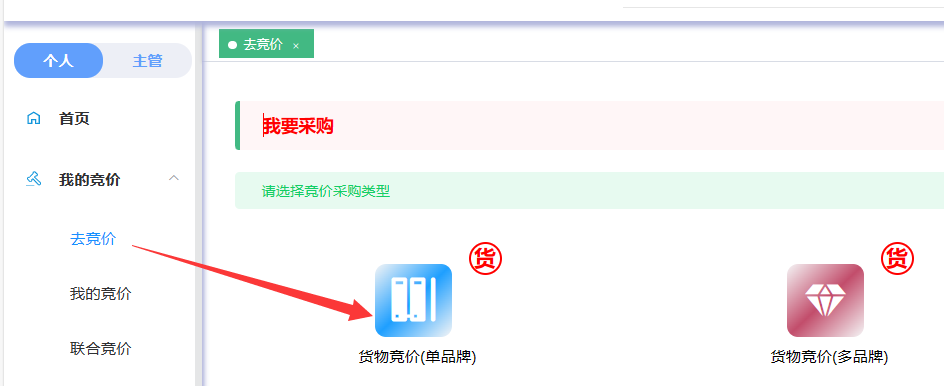 个人
主管
去竞价 ×
首页
我要采购
我的竞价
请选择竞价采购类型
去竞价
货
货
我的竞价
联合竞价
货物竞价(单品牌)
货物竞价(多品牌)